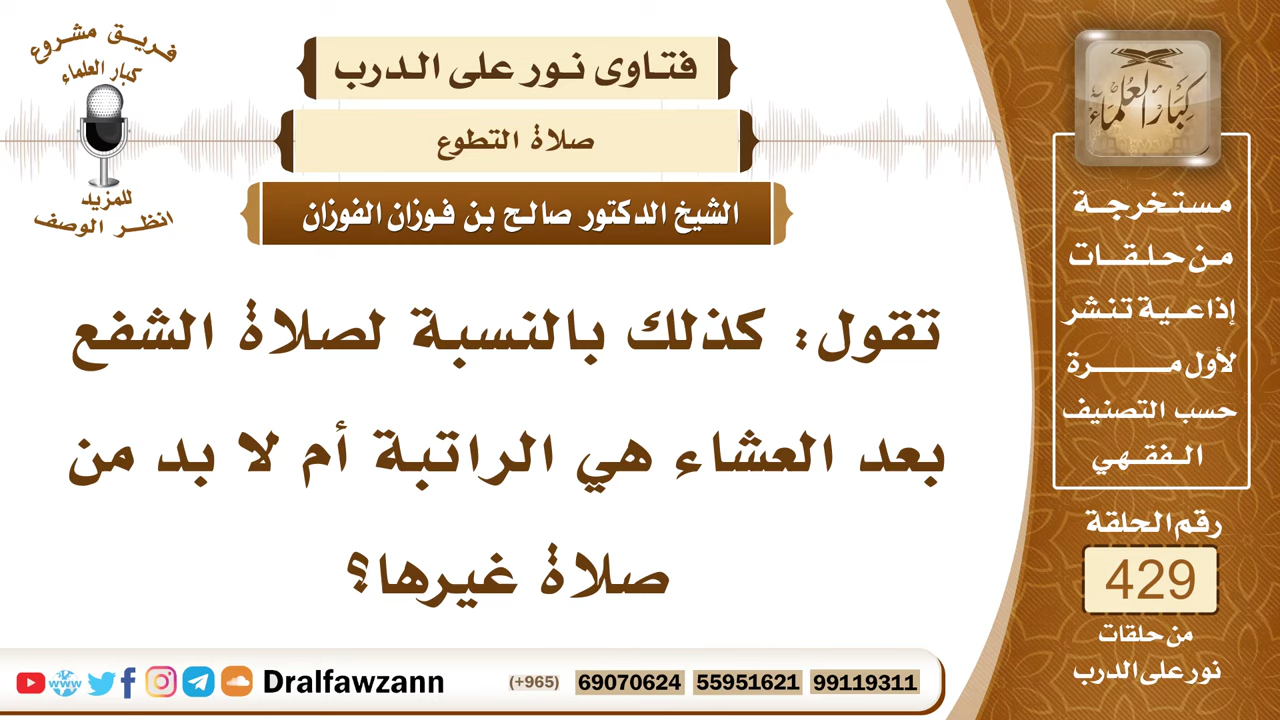 فريق مشروع
كبار العلماء
للمزيد
انظر الوصف
فتاوى نور على الدرب
صلاة التطوع
الشيخ الدكتور صالح بن فوزان الفوزان
تقول: كذلك بالنسبة لصلاة الشفع
بعد العشاء هي الراتبة أم لا بد من
صلاة غيرها؟
كبار العلماء
مستخرجة
من حلقات
إذاعية تنشر
لأول مرة
حسب التصنيف
الفقهي
رقم الحلقة
429
من حلقات
نور على الدرب
www Dralfawzann (+965) 69070624 55951621 99119311